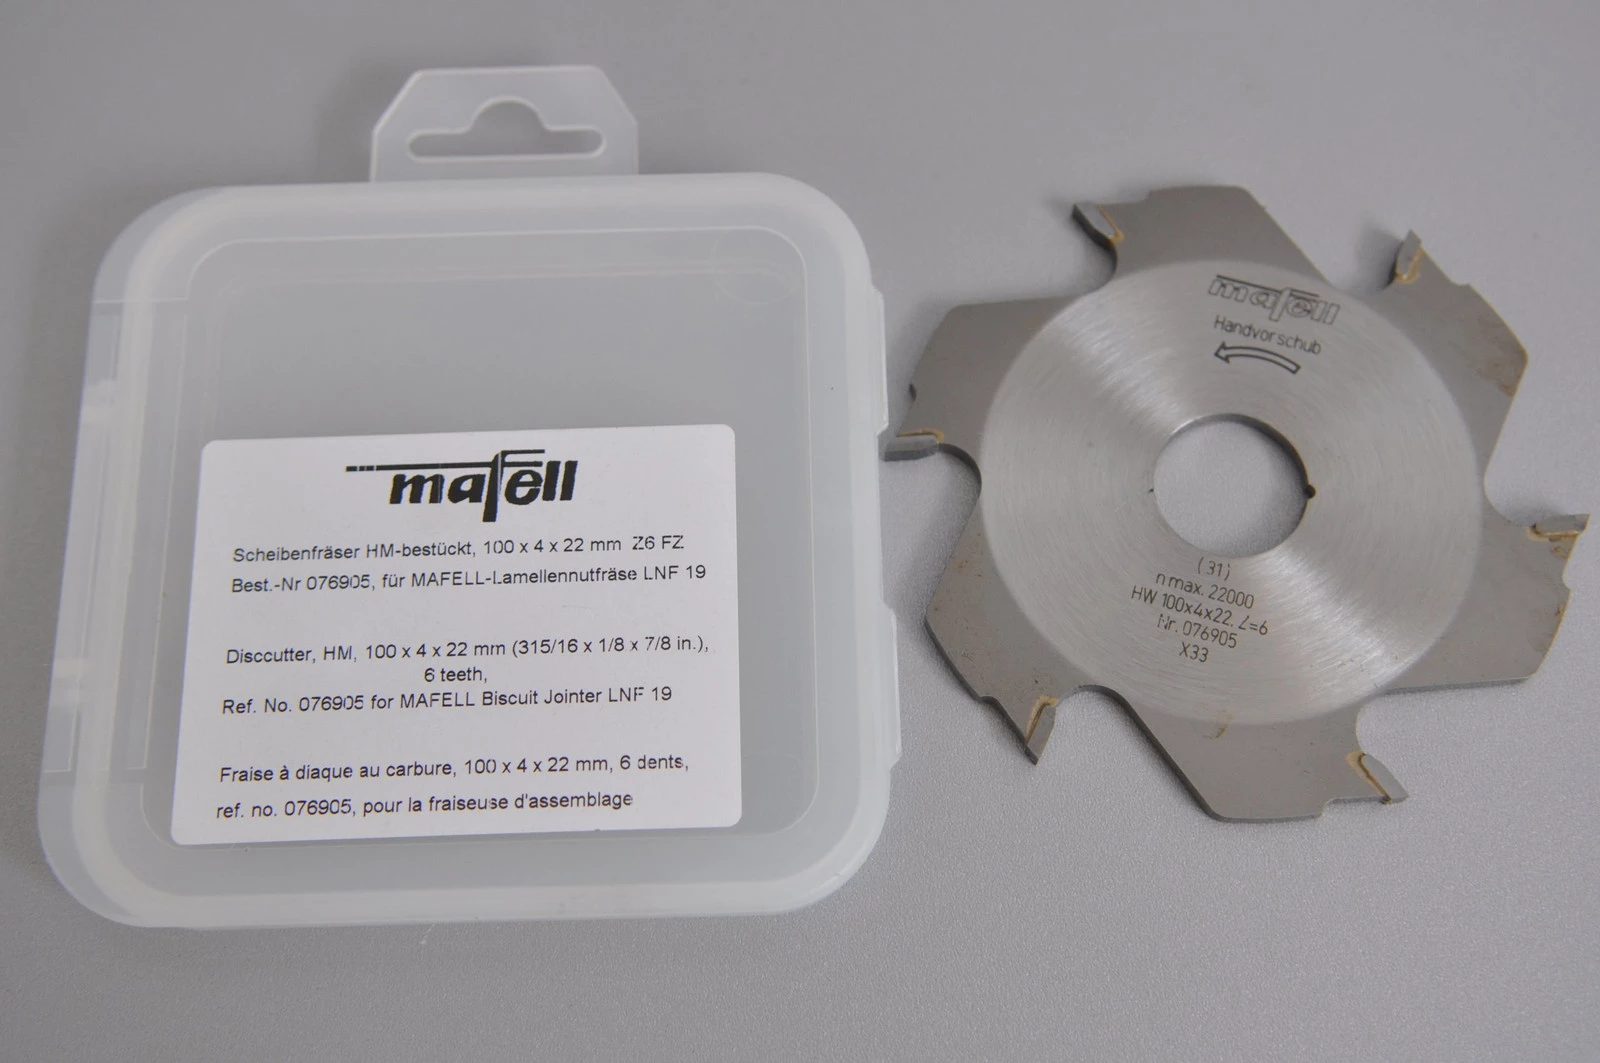 mafell
Scheibenfräser HM-bestückt, 100 x 4 x 22 mm Z6 FZ
Best.-Nr 076905, für MAFELL-Lamellennutfräse LNF 19
Disccutter, HM, 100 x 4 x 22 mm (315/16 x 1/8 x 7/8 in.),
6 teeth,
Ref. No. 076905 for MAFELL Biscuit Jointer LNF 19
Fraise à diaque au carbure, 100 x 4 x 22 mm, 6 dents,
ref. no. 076905, pour la fraiseuse d'assemblage
mafell
Handvorschub
(31)
n max. 22000
HW 100x4x22. Z=6
Nr. 076905
X33